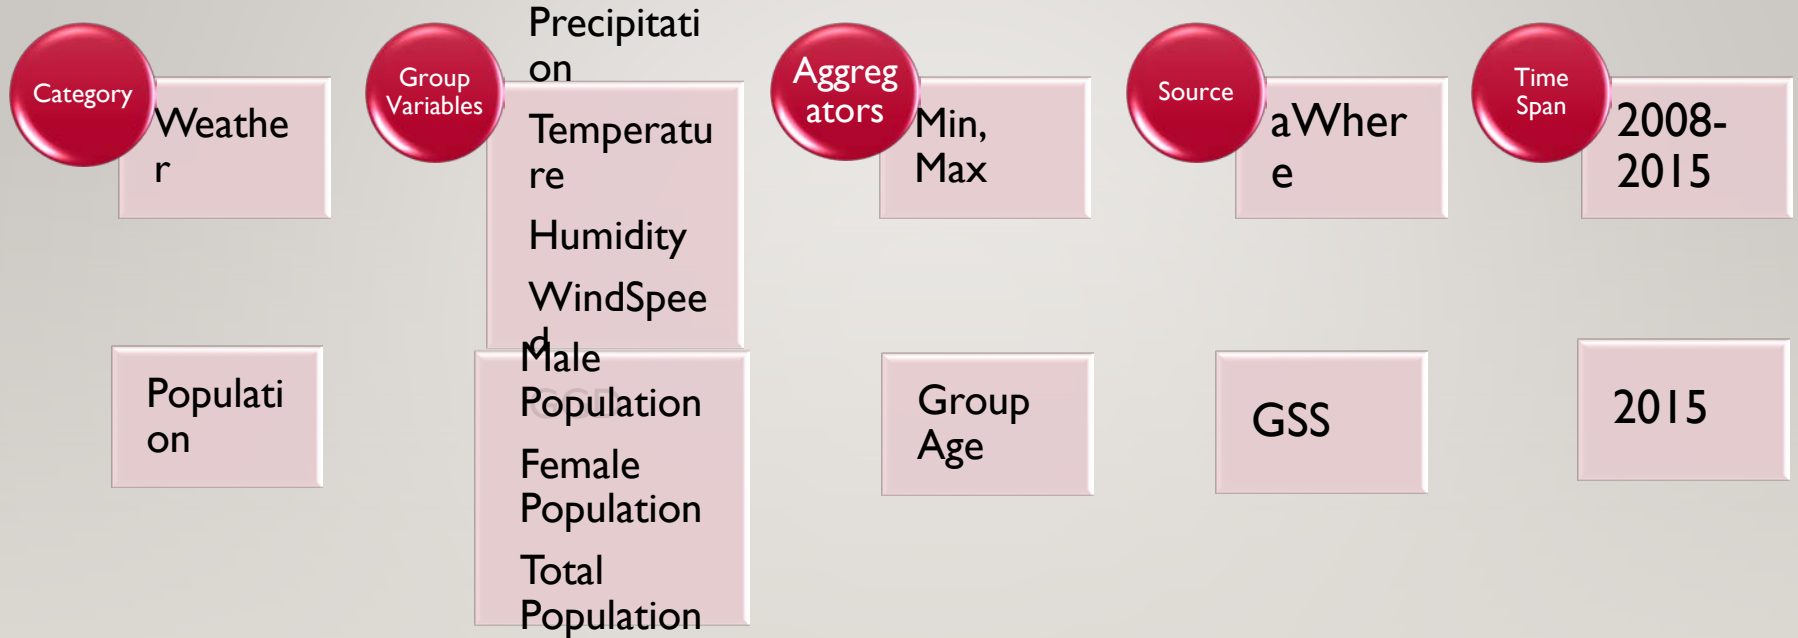 Category
Weathe
r
Group
Variables
Precipitati
on
Temperatu
re
Humidity
WindSpee
d
GCD
Aggreg
ators
Min,
Max
Source
aWher
e
Time
Span
2008-
2015
Populati
on
Male
Population
Female
Population
Total
Population
Group
Age
GSS
2015